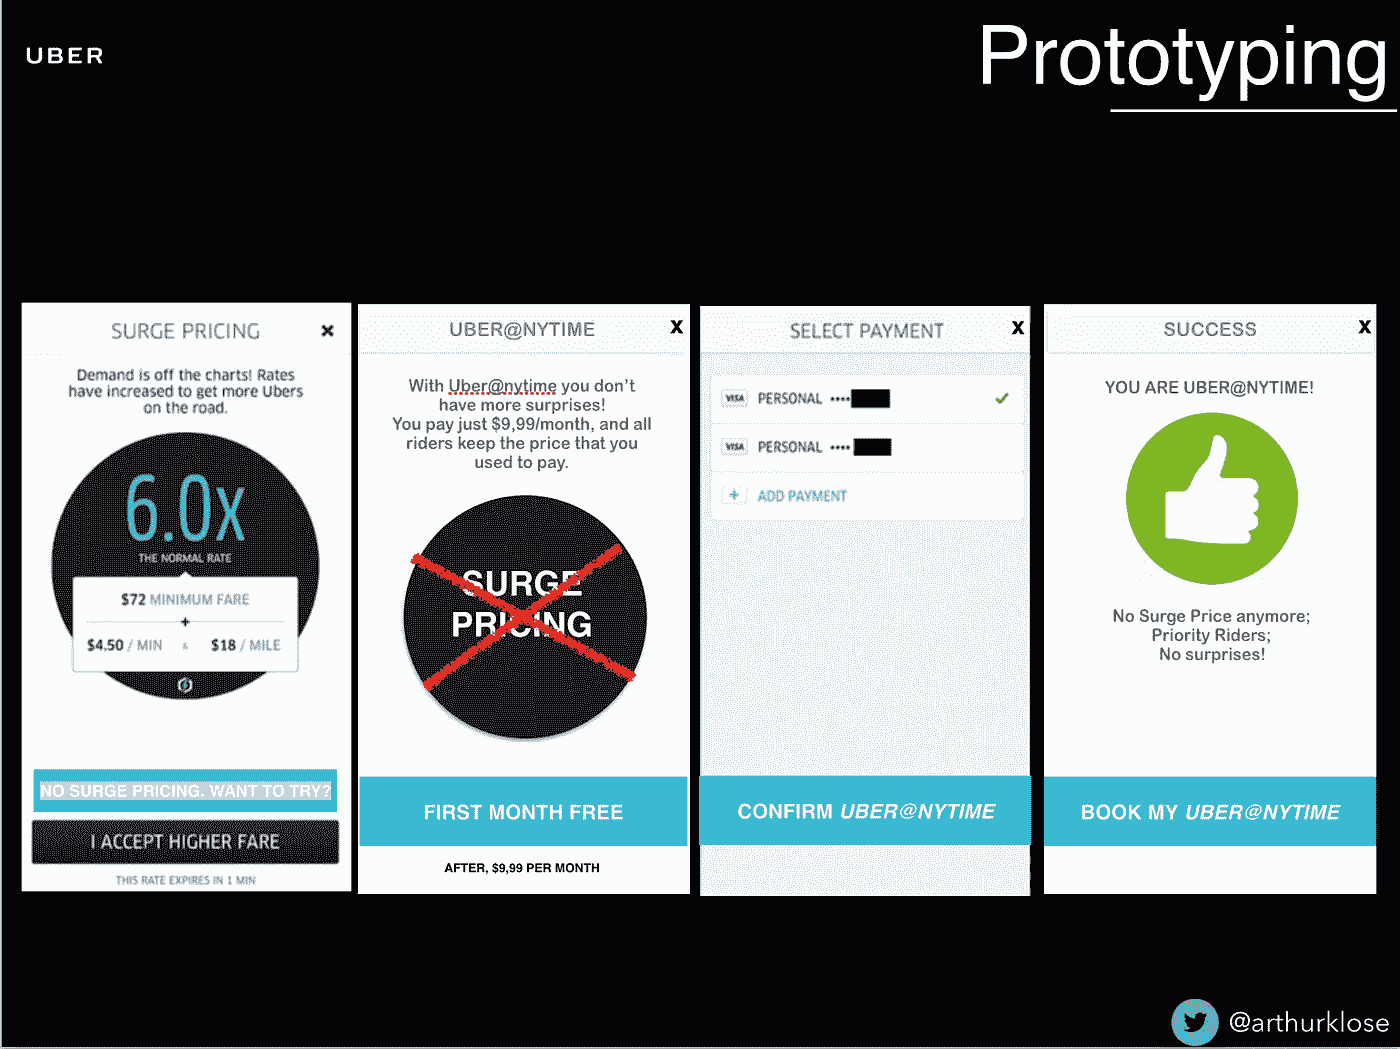 UBER
Prototyping
SURGE PRICING
Demand is off the charts! Rates
have increased to get more Ubers
on the road.
6.0x
THE NORMAL RATE
$72 MINIMUM FARE
+
$4.50 / MIN & $18 / MILE
NO SURGE PRICING. WANT TO TRY?
I ACCEPT HIGHER FARE
THIS RATE EXPIRES IN 1 MIN
UBER@NYTIME X
With Uber@nytime you don't
have more surprises!
You pay just $9,99/month, and all
riders keep the price that you
used to pay.
SURGE
PRICING
FIRST MONTH FREE
AFTER, $9,99 PER MONTH
SELECT PAYMENT X
VISA PERSONAL ••••
VISA PERSONAL ••••
+ ADD PAYMENT
CONFIRM UBER@NYTIME
SUCCESS X
YOU ARE UBER@NYTIME!
No Surge Price anymore;
Priority Riders;
No surprises!
BOOK MY UBER@NYTIME
@arthurklose